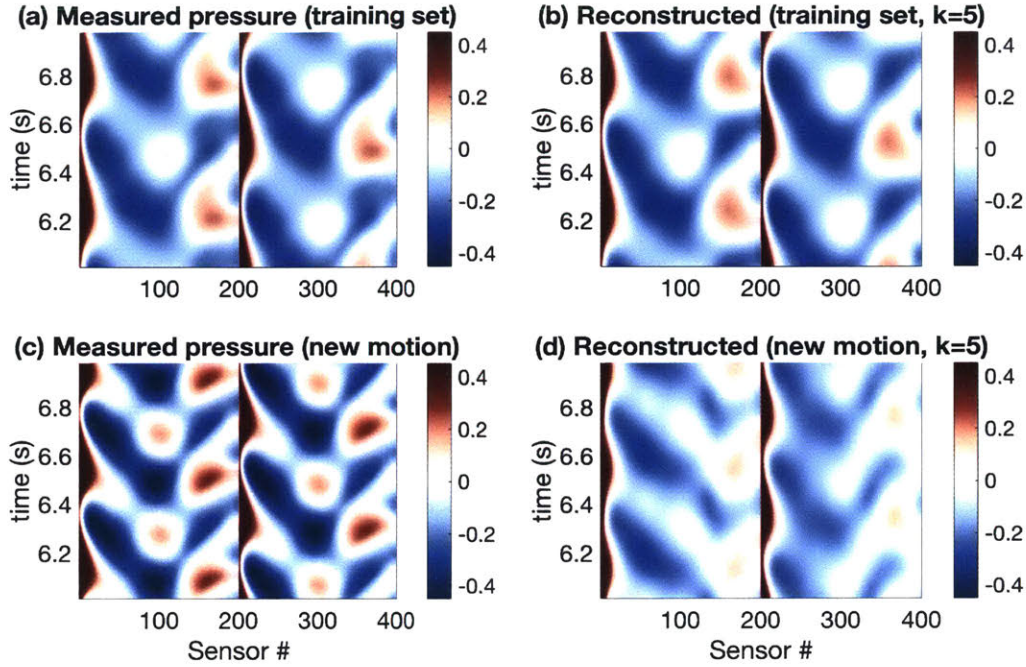 (a) Measured pressure (training set)
(b) Reconstructed (training set, k=5)
time (s)
6.8
6.6
6.4
6.2
100 200 300 400
0.4
0.2
0
-0.2
-0.4
time (s)
6.8
6.6
6.4
6.2
100 200 300 400
0.4
0.2
0
-0.2
-0.4
(c) Measured pressure (new motion)
(d) Reconstructed (new motion, k=5)
time (s)
6.8
6.6
6.4
6.2
100 200 300 400
Sensor #
0.4
0.2
0
-0.2
-0.4
time (s)
6.8
6.6
6.4
6.2
100 200 300 400
Sensor #
0.4
0.2
0
-0.2
-0.4